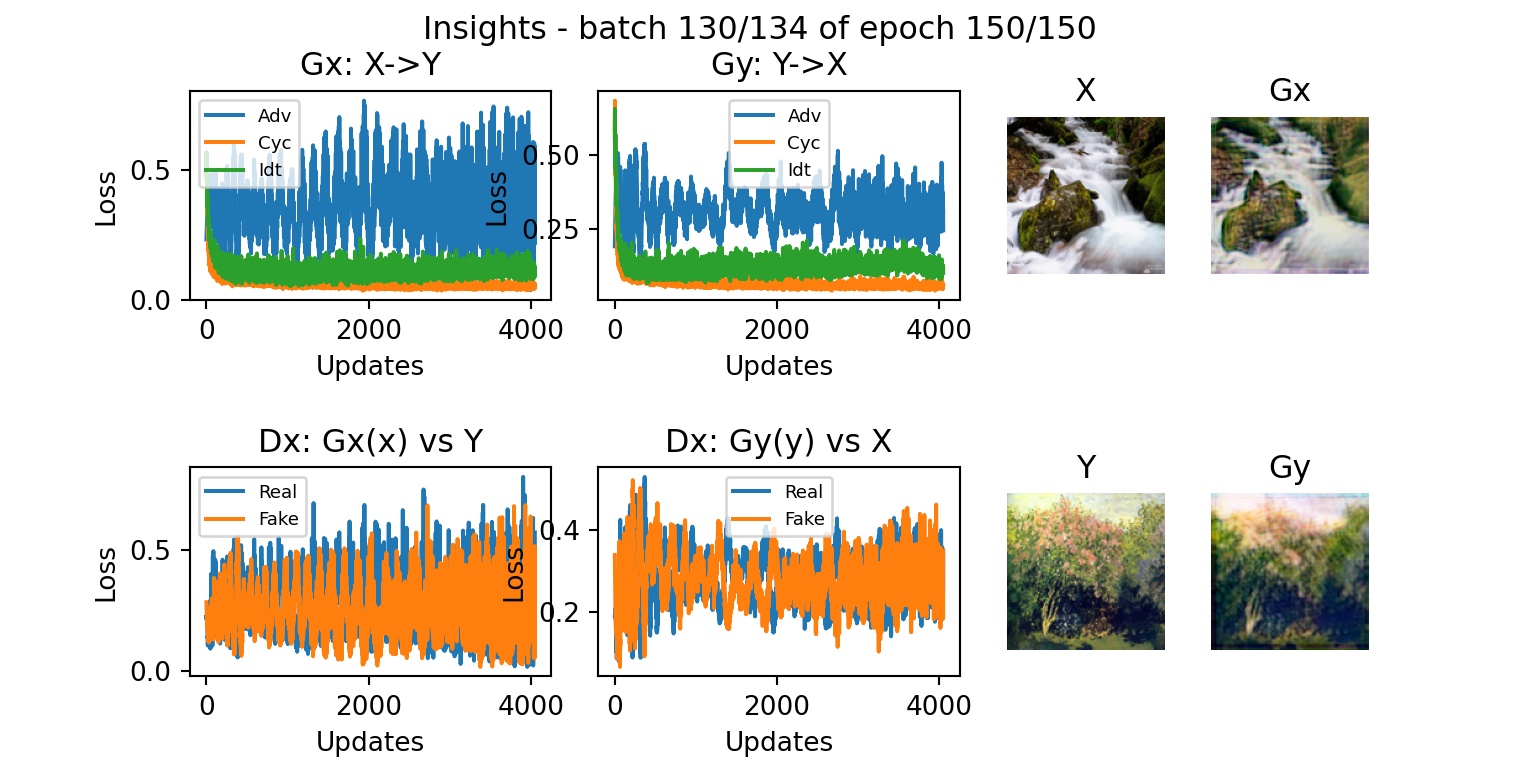 Insights - batch 130/134 of epoch 150/150
Gx: X->Y
Adv
Cyc
Idt
0.5
0.0
Loss
0
2000
4000
Updates
Gy: Y->X
Adv
Cyc
Idt
0.50
0.25
Loss
0
2000
4000
Updates
X
Gx
Dx: Gx(x) vs Y
Real
Fake
0.5
0.0
Loss
0
2000
4000
Updates
Dx: Gy(y) vs X
Real
Fake
0.4
0.2
Loss
0
2000
4000
Updates
Y
Gy